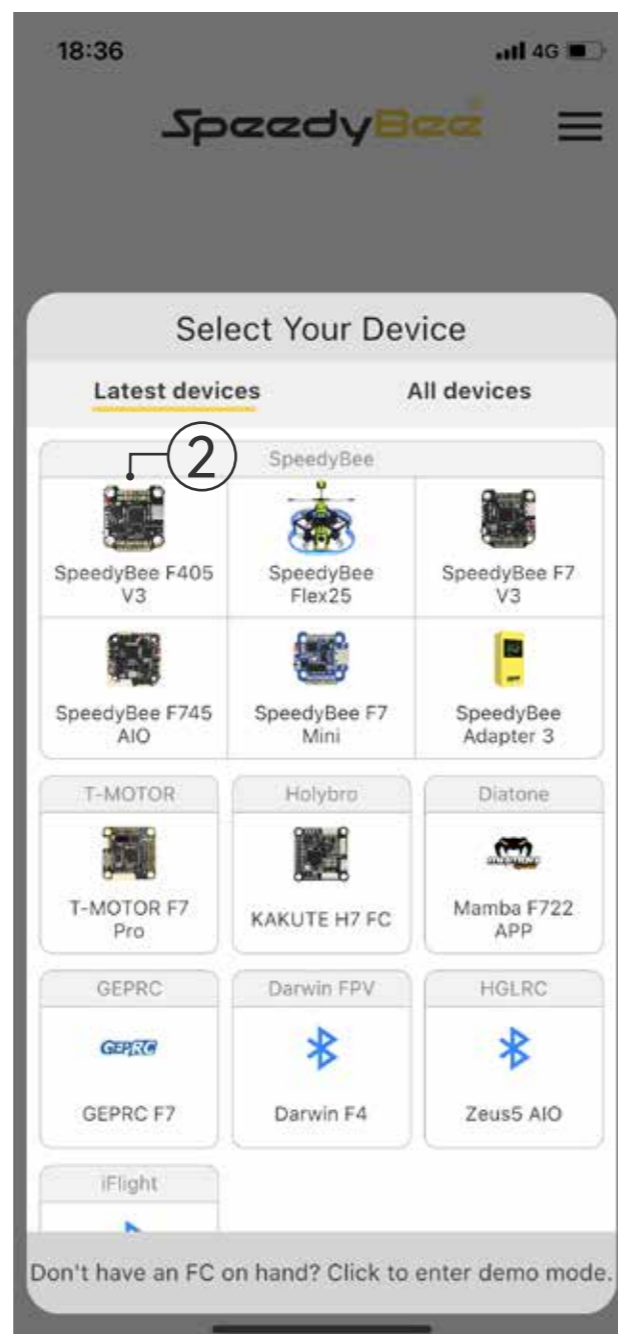 18:36
4G
SpeedyBee
Select Your Device
Latest devices
All devices
2
SpeedyBee
SpeedyBee F405
V3
SpeedyBee
Flex25
SpeedyBee F7
V3
SpeedyBee F745
AIO
SpeedyBee F7
Mini
SpeedyBee
Adapter 3
T-MOTOR
Holybro
Diatone
T-MOTOR F7
Pro
KAKUTE H7 FC
Mamba F722
APP
GEPRC
Darwin FPV
HGLRC
GEPRC
GEPRC F7
Darwin F4
Zeus5 AIO
iFlight
Don't have an FC on hand? Click to enter demo mode.